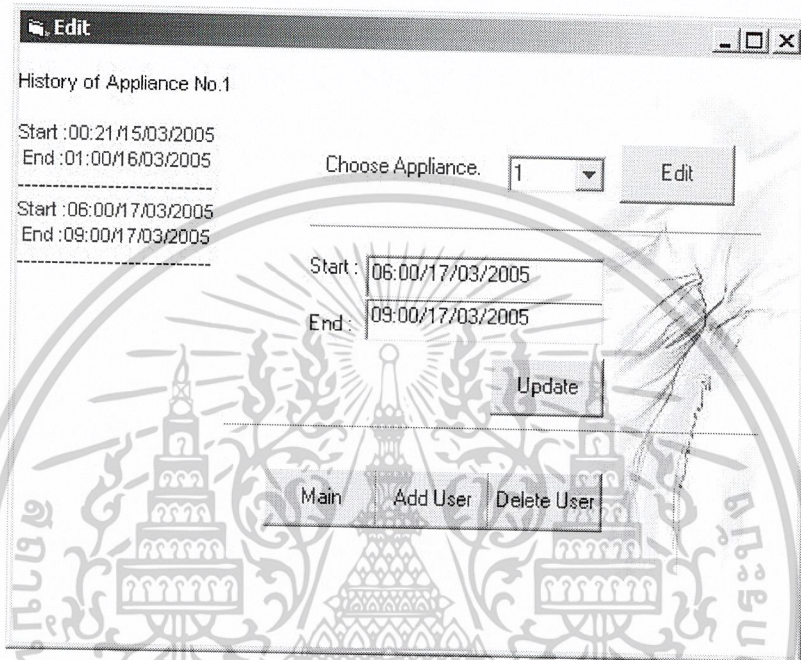 Edit
History of Appliance No.1
Start :00:21/15/03/2005
End :01:00/16/03/2005
---------------------------
Start :06:00/17/03/2005
End :09:00/17/03/2005
---------------------------
Choose Appliance. 1 Edit
Start : 06:00/17/03/2005
End : 09:00/17/03/2005
Update
Main Add User Delete User